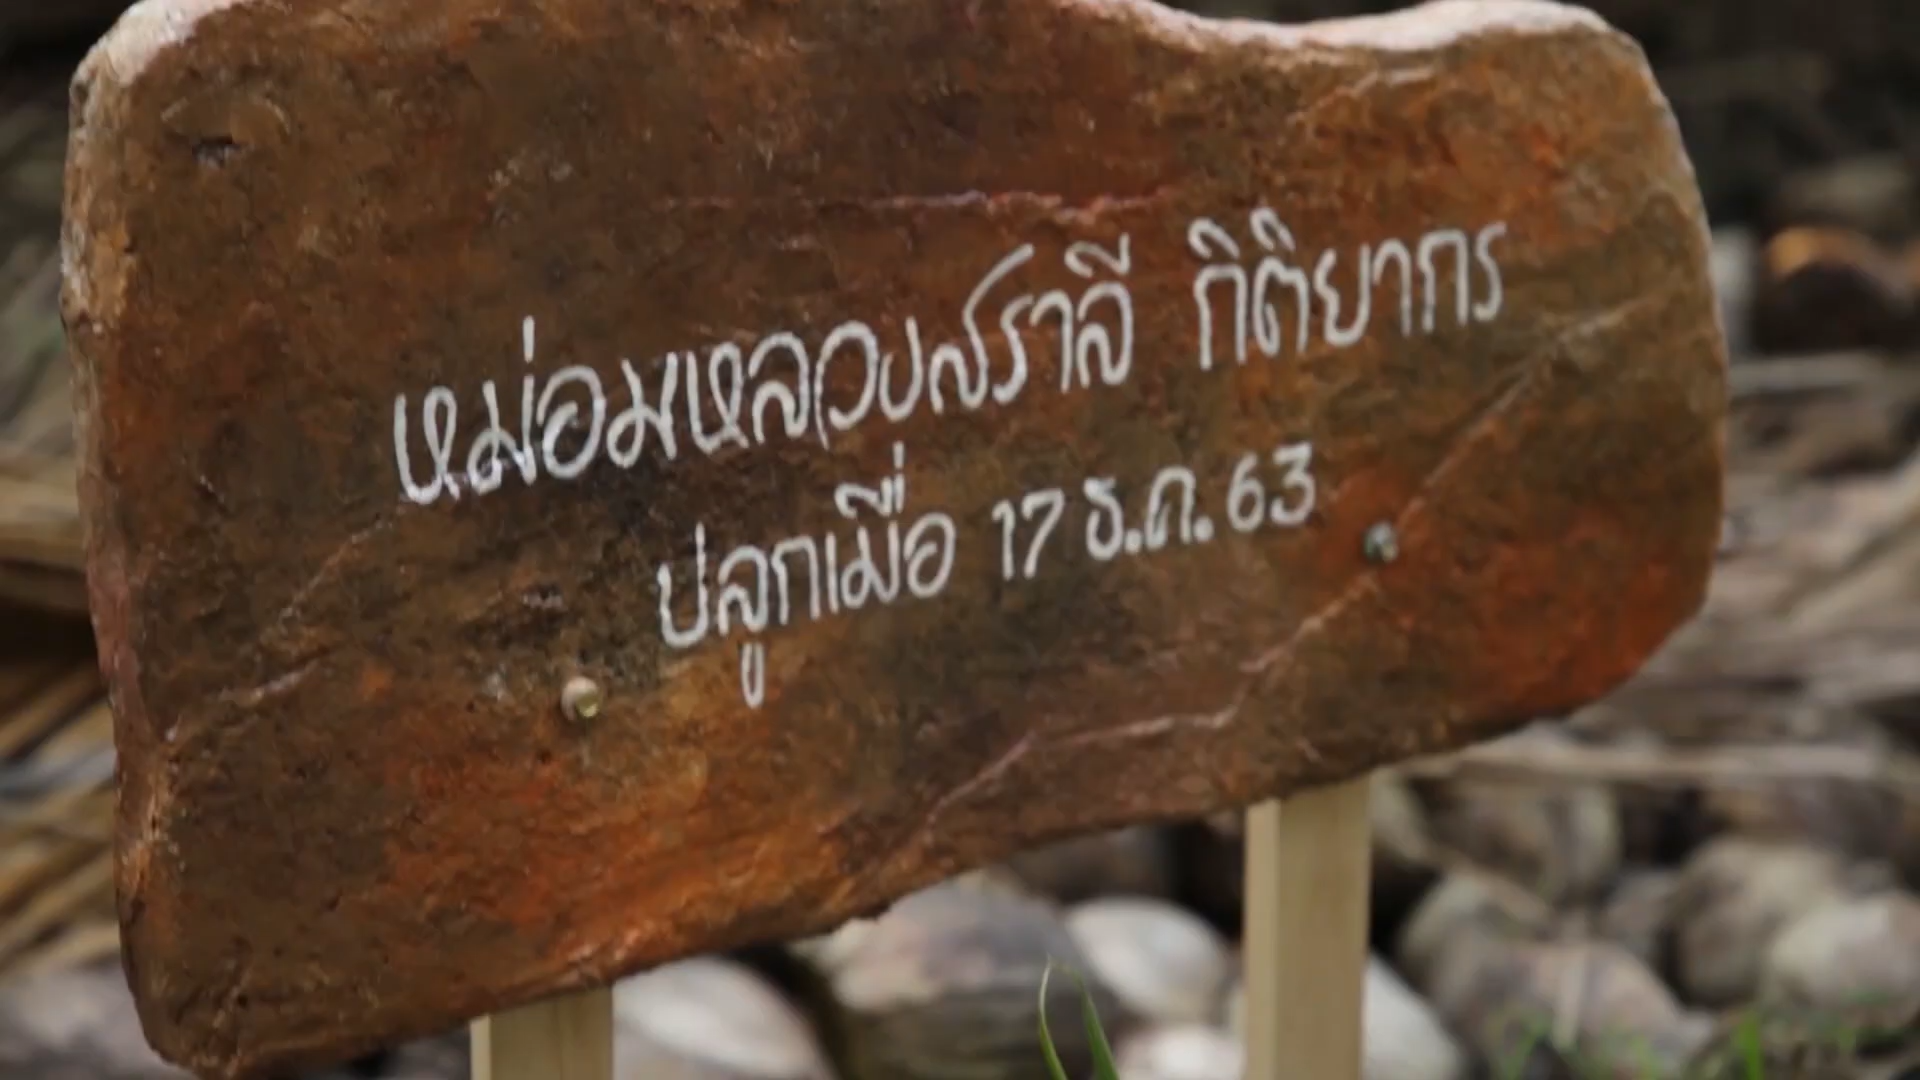 หม่อมหลวงสราลี กิติยากร
ปลูกเมื่อ 17 ธ.ค. 63